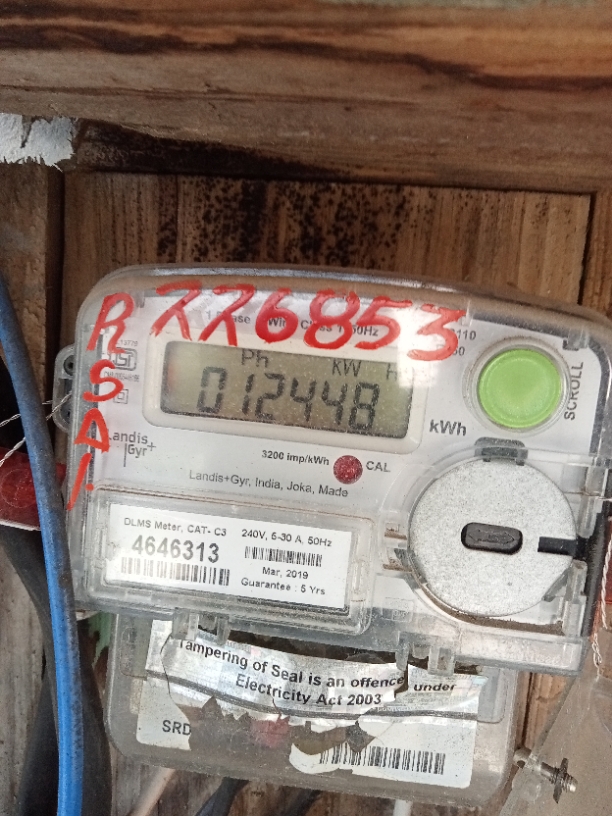 226853
RSAI
Ph kW H
012448
kWh
SCROLL
Landis
Gyr+
3200 imp/kWh CAL
Landis+Gyr, India, Joka, Made
DLMS Meter, CAT- C3 240V, 5-30 A, 50Hz
4646313
Mar, 2019
Guarantee : 5 Yrs
Tampering of Seal is an offence under
Electricity Act 2003
SRD